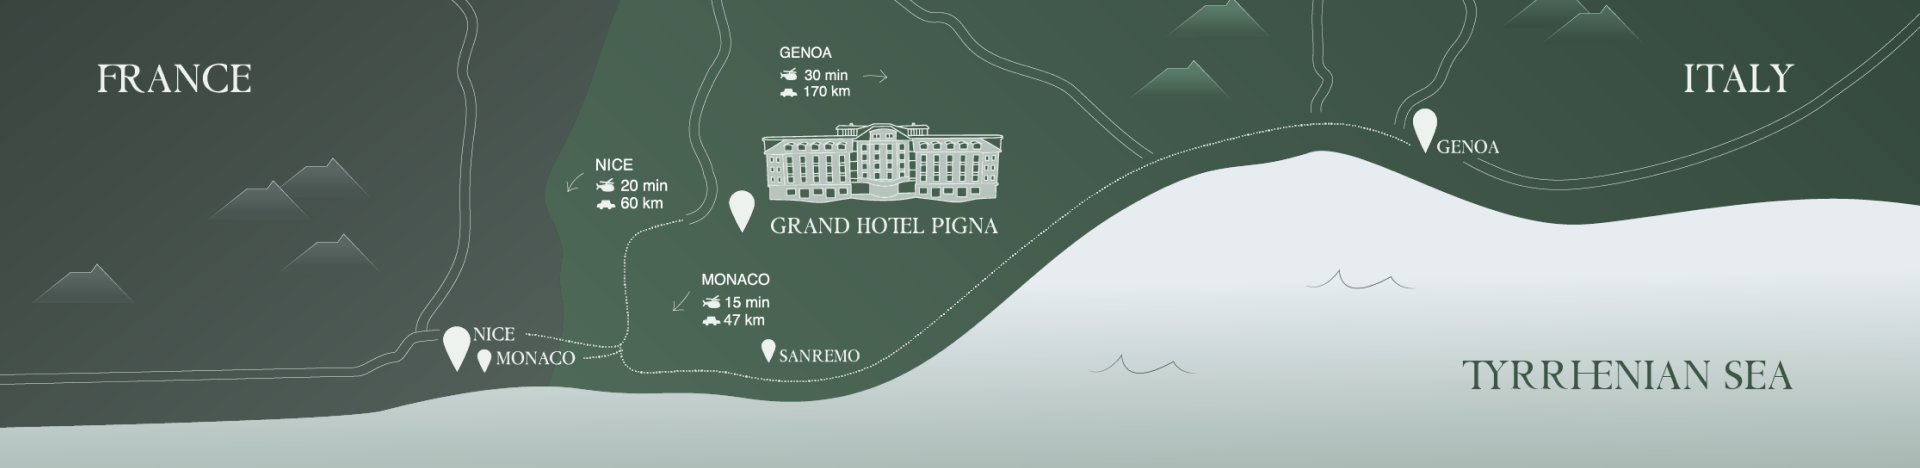 FRANCE
ITALY
GENOA
30 min
170 km
GENOA
NICE
20 min
60 km
GRAND HOTEL PIGNA
MONACO
15 min
47 km
NICE
MONACO
SANREMO
TYRRHENIAN SEA